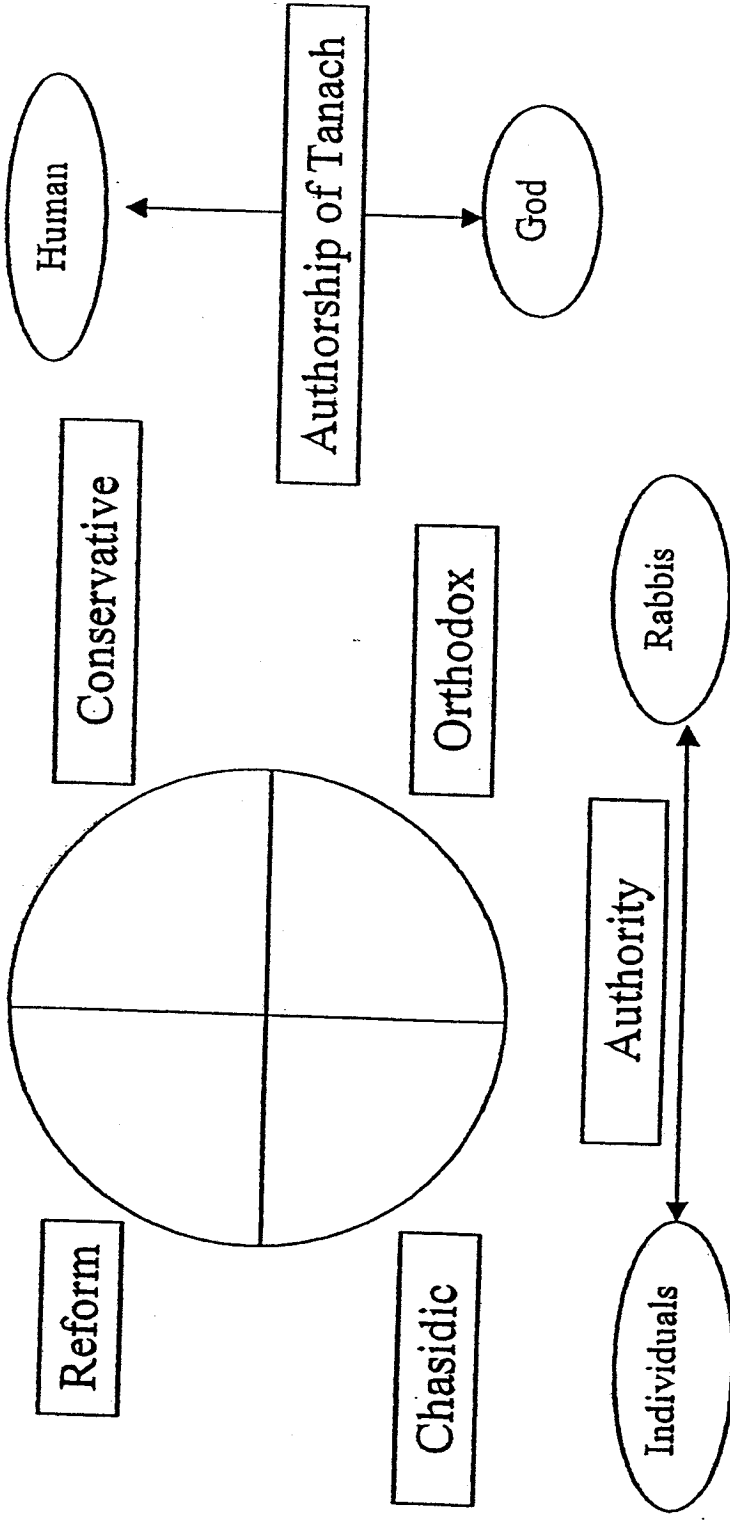 Reform
Conservative
Human
Authorship of Tanach
God
Chasidic
Orthodox
Authority
Individuals
Rabbis